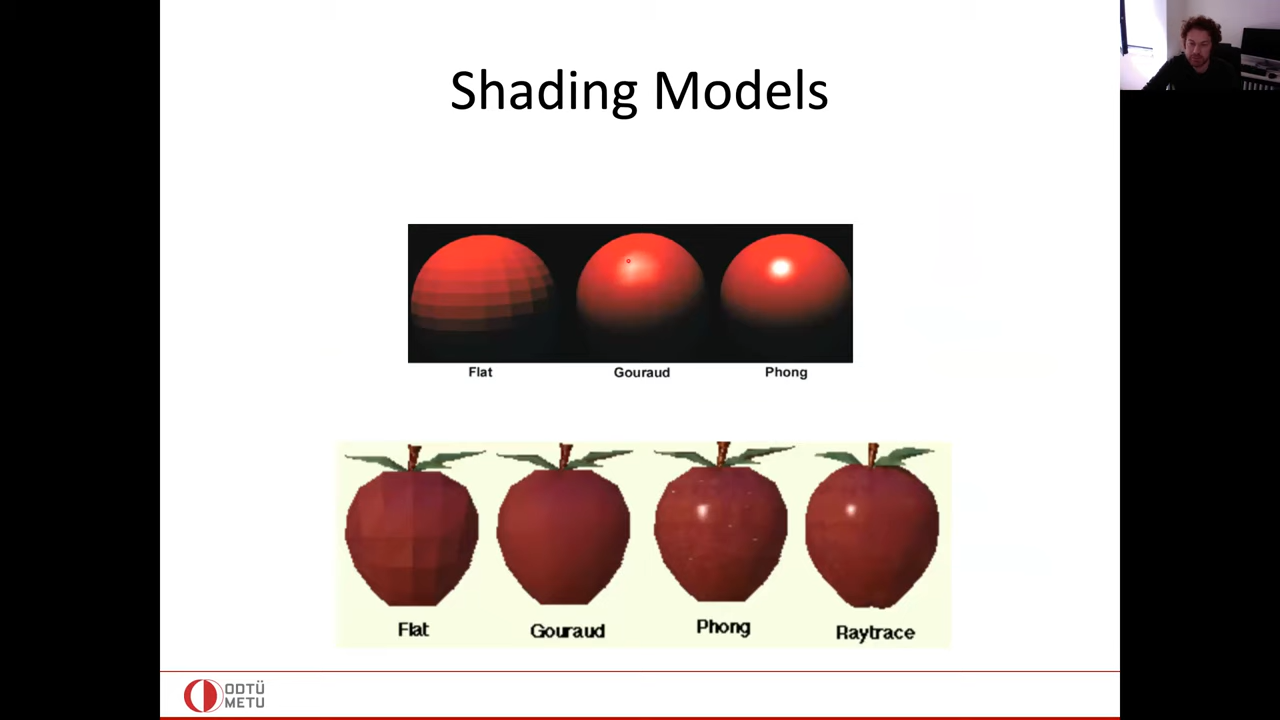 Shading Models
Flat
Gouraud
Phong
Flat
Gouraud
Phong
Raytrace
ODTÜ
METU